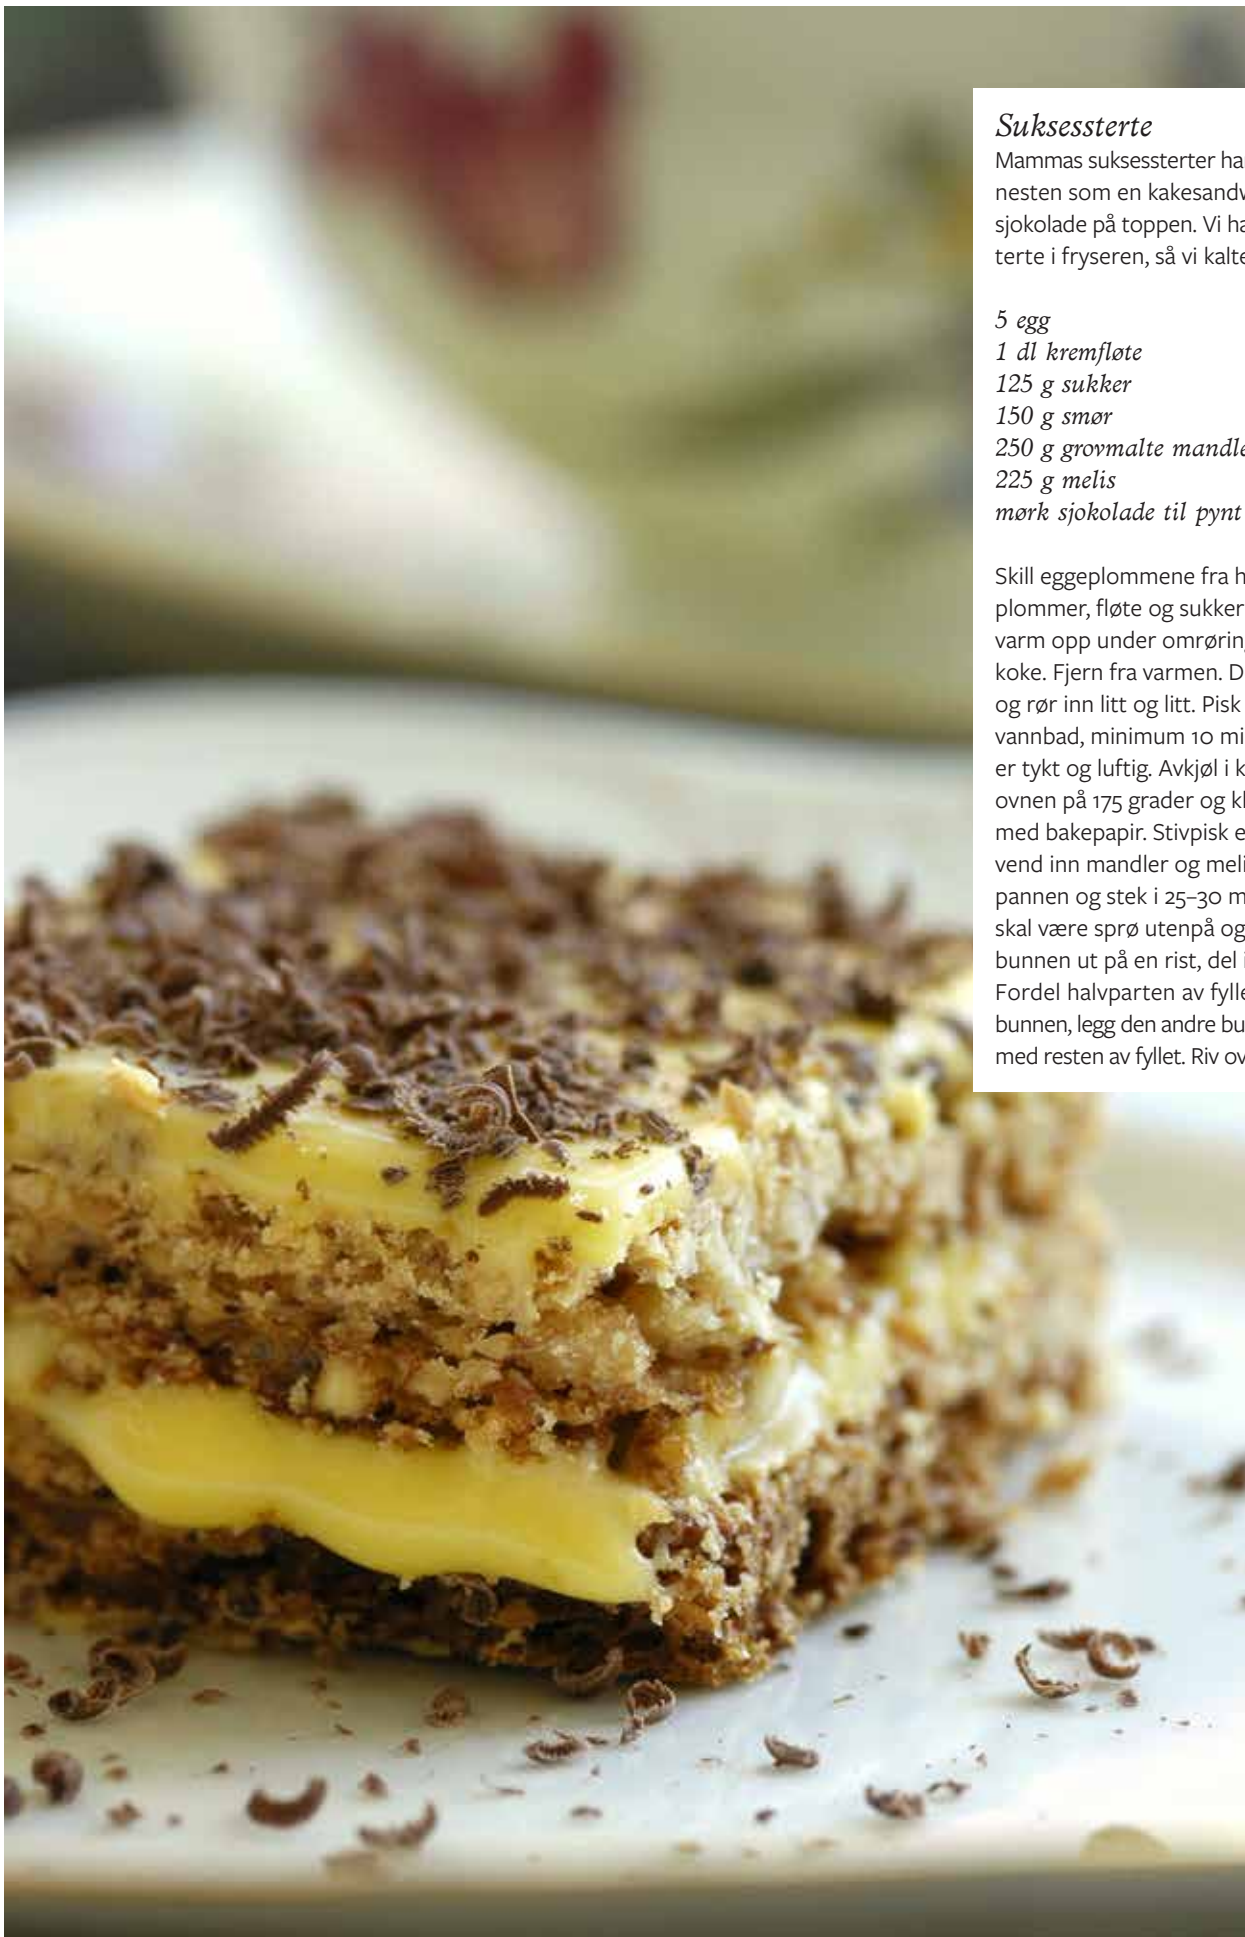 Suksessterte
Mammas suksessterter ha
nesten som en kakesandw
sjokolade på toppen. Vi ha
terte i fryseren, så vi kalte
5 egg
1 dl kremfløte
125 g sukker
150 g smør
250 g grovmalte mandle
225 g melis
mørk sjokolade til pynt
Skill eggeplommene fra h
plommer, fløte og sukker
varm opp under omrørin
koke. Fjern fra varmen. D
og rør inn litt og litt. Pisk
vannbad, minimum 10 mi
er tykt og luftig. Avkjøl i k
ovnen på 175 grader og kl
med bakepapir. Stivpisk e
vend inn mandler og meli
pannen og stek i 25–30 m
skal være sprø utenpå og
bunnen ut på en rist, del i
Fordel halvparten av fylle
bunnen, legg den andre bu
med resten av fyllet. Riv ov